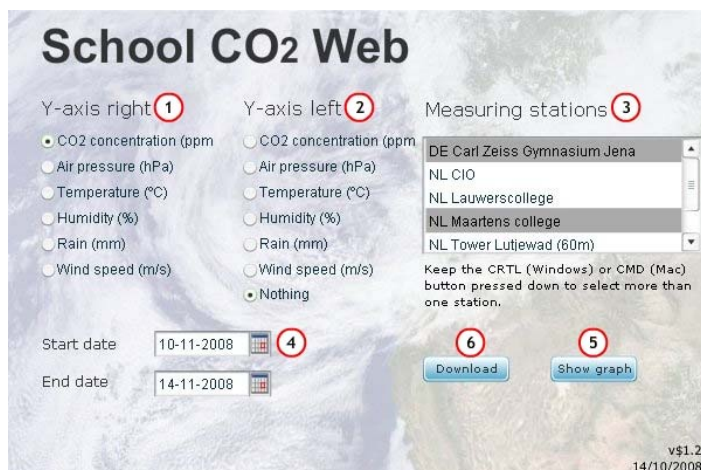 School CO2 Web
Y-axis right 1
CO2 concentration (ppm
Air pressure (hPa)
Temperature (ºC)
Humidity (%)
Rain (mm)
Wind speed (m/s)
Y-axis left 2
CO2 concentration (ppm
Air pressure (hPa)
Temperature (ºC)
Humidity (%)
Rain (mm)
Wind speed (m/s)
Nothing
Measuring stations 3
DE Carl Zeiss Gymnasium Jena
NL CIO
NL Lauwerscollege
NL Maartens college
NL Tower Lutjewad (60m)
Keep the CRTL (Windows) or CMD (Mac)
button pressed down to select more than
one station.
Start date 10-11-2008 4
End date 14-11-2008
6
Download
5
Show graph
v$1.2
14/10/2008